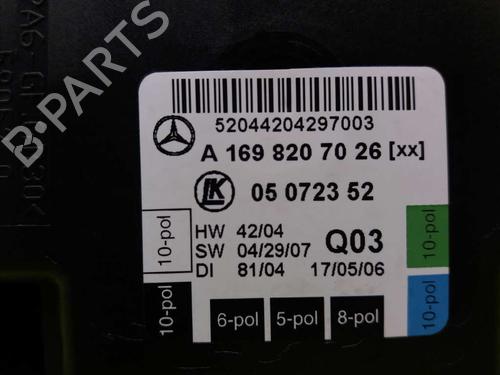 52044204297003
A 169 820 70 26 [xx]
LK 05 0723 52
HW 42/04
SW 04/29/07 Q03
DI 81/04 17/05/06
10-pol
10-pol
10-pol
10-pol
6-pol 5-pol 8-pol
B-PARTS